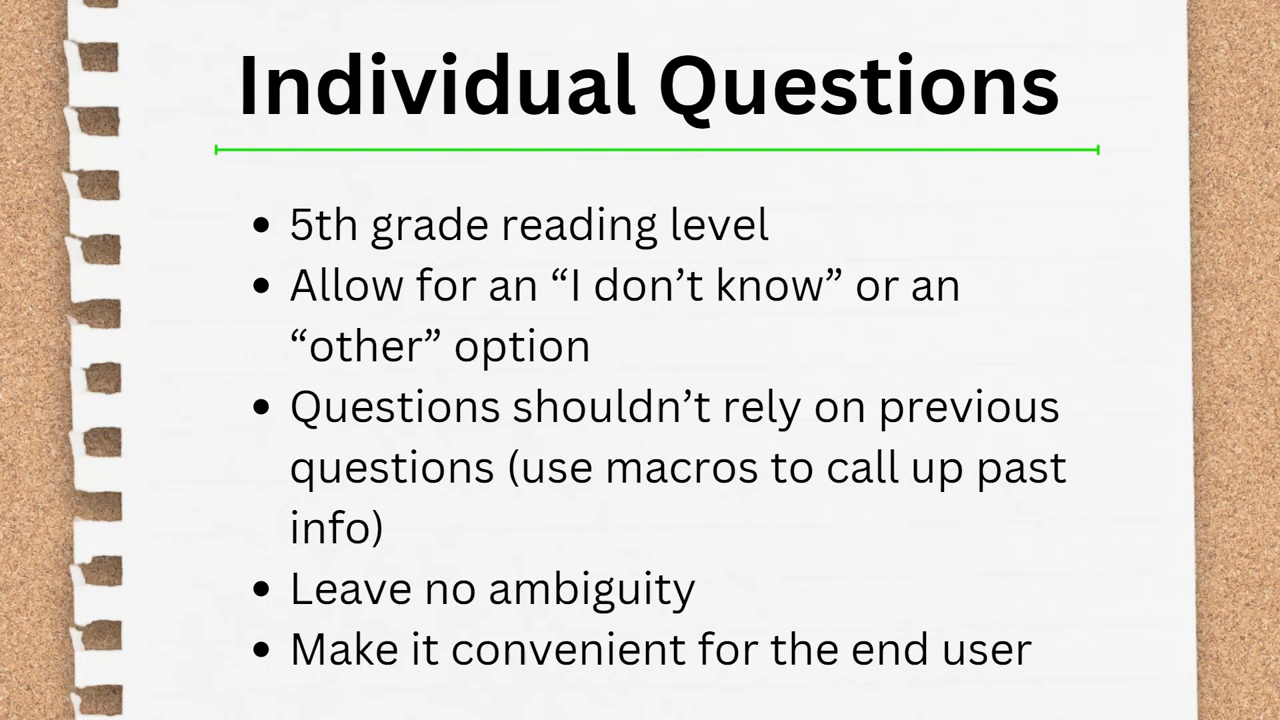 Individual Questions
• 5th grade reading level
• Allow for an “I don’t know” or an
“other” option
• Questions shouldn’t rely on previous
questions (use macros to call up past
info)
• Leave no ambiguity
• Make it convenient for the end user